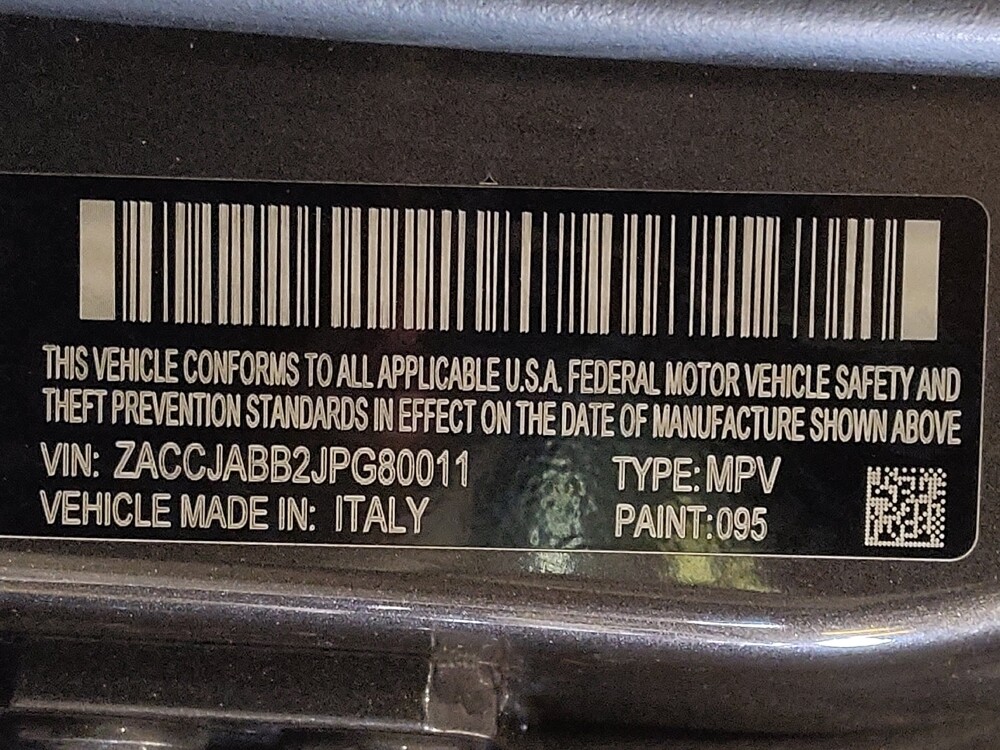 THIS VEHICLE CONFORMS TO ALL APPLICABLE U.S.A. FEDERAL MOTOR VEHICLE SAFETY AND
THEFT PREVENTION STANDARDS IN EFFECT ON THE DATE OF MANUFACTURE SHOWN ABOVE
VIN: ZACCJABB2JPG80011 TYPE: MPV
VEHICLE MADE IN: ITALY PAINT: 095